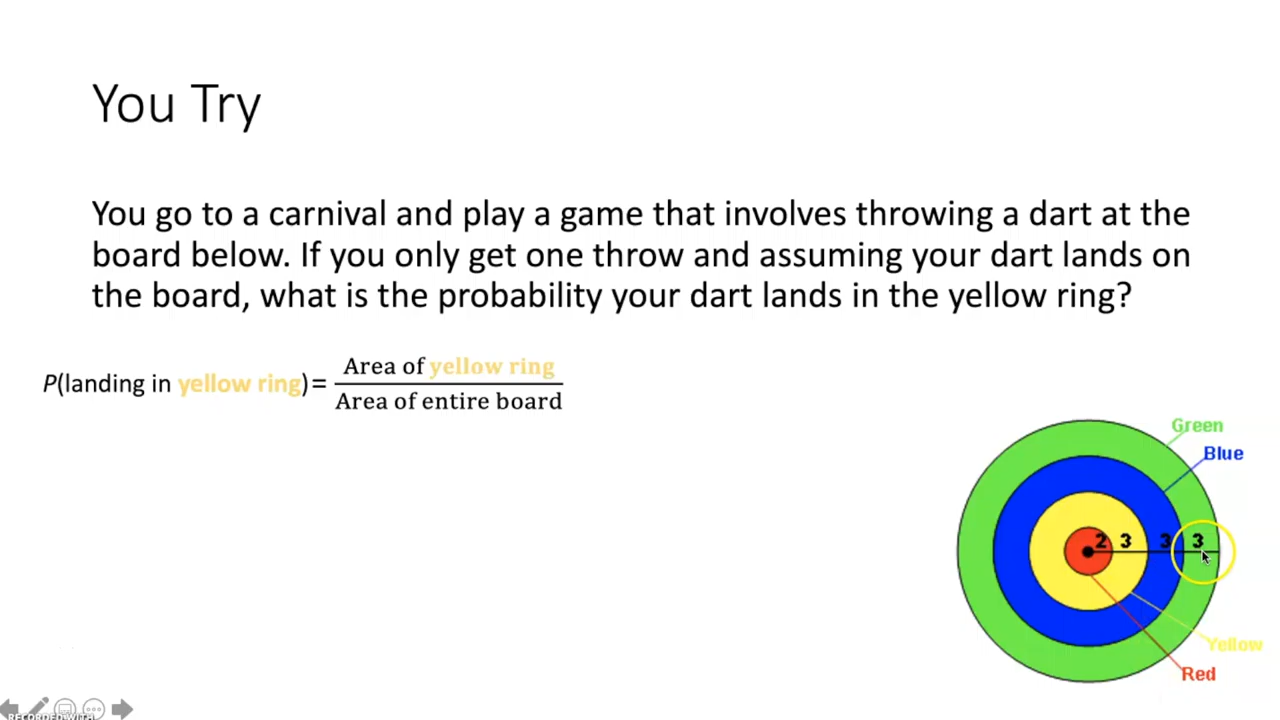 You Try
You go to a carnival and play a game that involves throwing a dart at the
board below. If you only get one throw and assuming your dart lands on
the board, what is the probability your dart lands in the yellow ring?
P(landing in yellow ring)= Area of yellow ring
Area of entire board
Green
Blue
2 3 3 3
Yellow
Red
RECORDED WITH